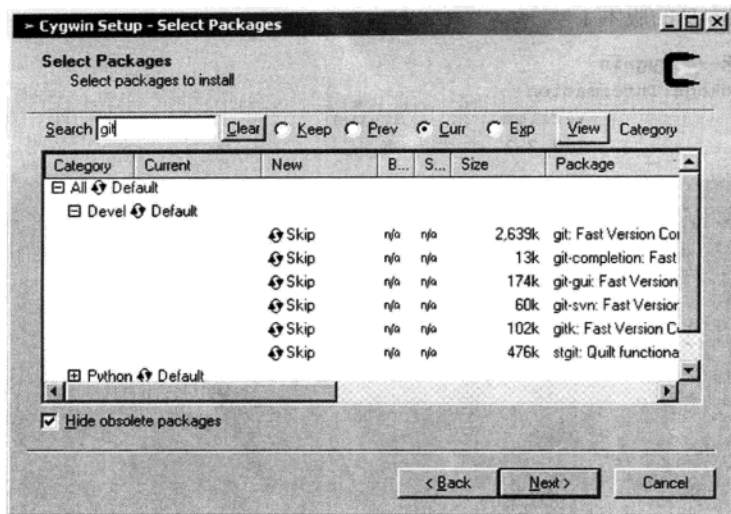 Cygwin Setup - Select Packages
Select Packages
Select packages to install
Search git Clear Keep Prev Curr Exp View Category
Category Current New B... S... Size Package
All Default
Devel Default
Skip n/a n/a 2,639k git: Fast Version Co
Skip n/a n/a 13k git-completion: Fast
Skip n/a n/a 174k git-gui: Fast Version
Skip n/a n/a 60k git-svn: Fast Version
Skip n/a n/a 102k gitk: Fast Version C
Skip n/a n/a 476k stgit: Quilt functiona
Python Default
Hide obsolete packages
< Back Next > Cancel